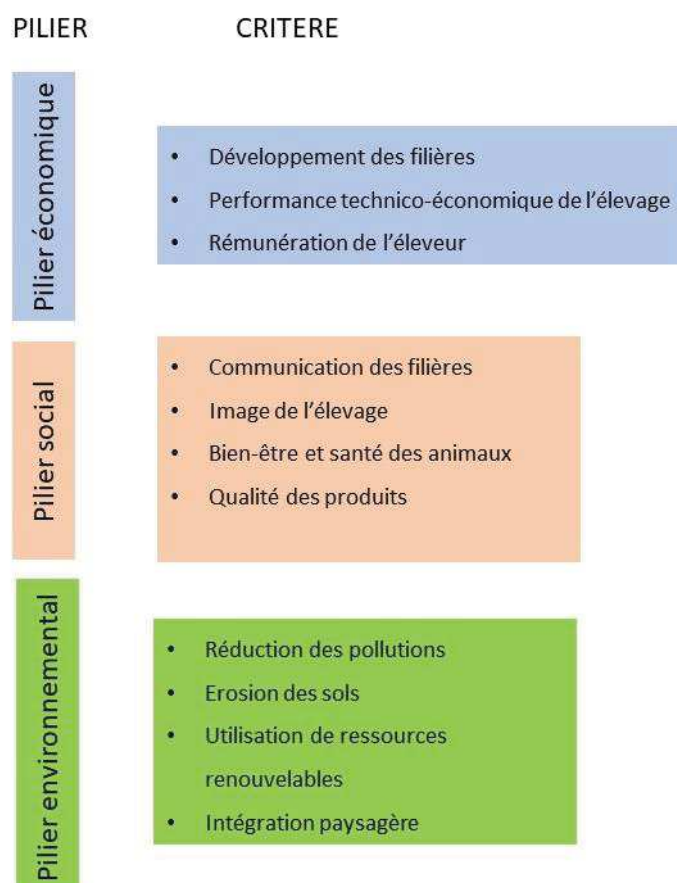 PILIER CRITERE
Pilier économique
• Développement des filières
• Performance technico-économique de l'élevage
• Rémunération de l'éleveur
Pilier social
• Communication des filières
• Image de l'élevage
• Bien-être et santé des animaux
• Qualité des produits
Pilier environnemental
• Réduction des pollutions
• Erosion des sols
• Utilisation de ressources
renouvelables
• Intégration paysagère